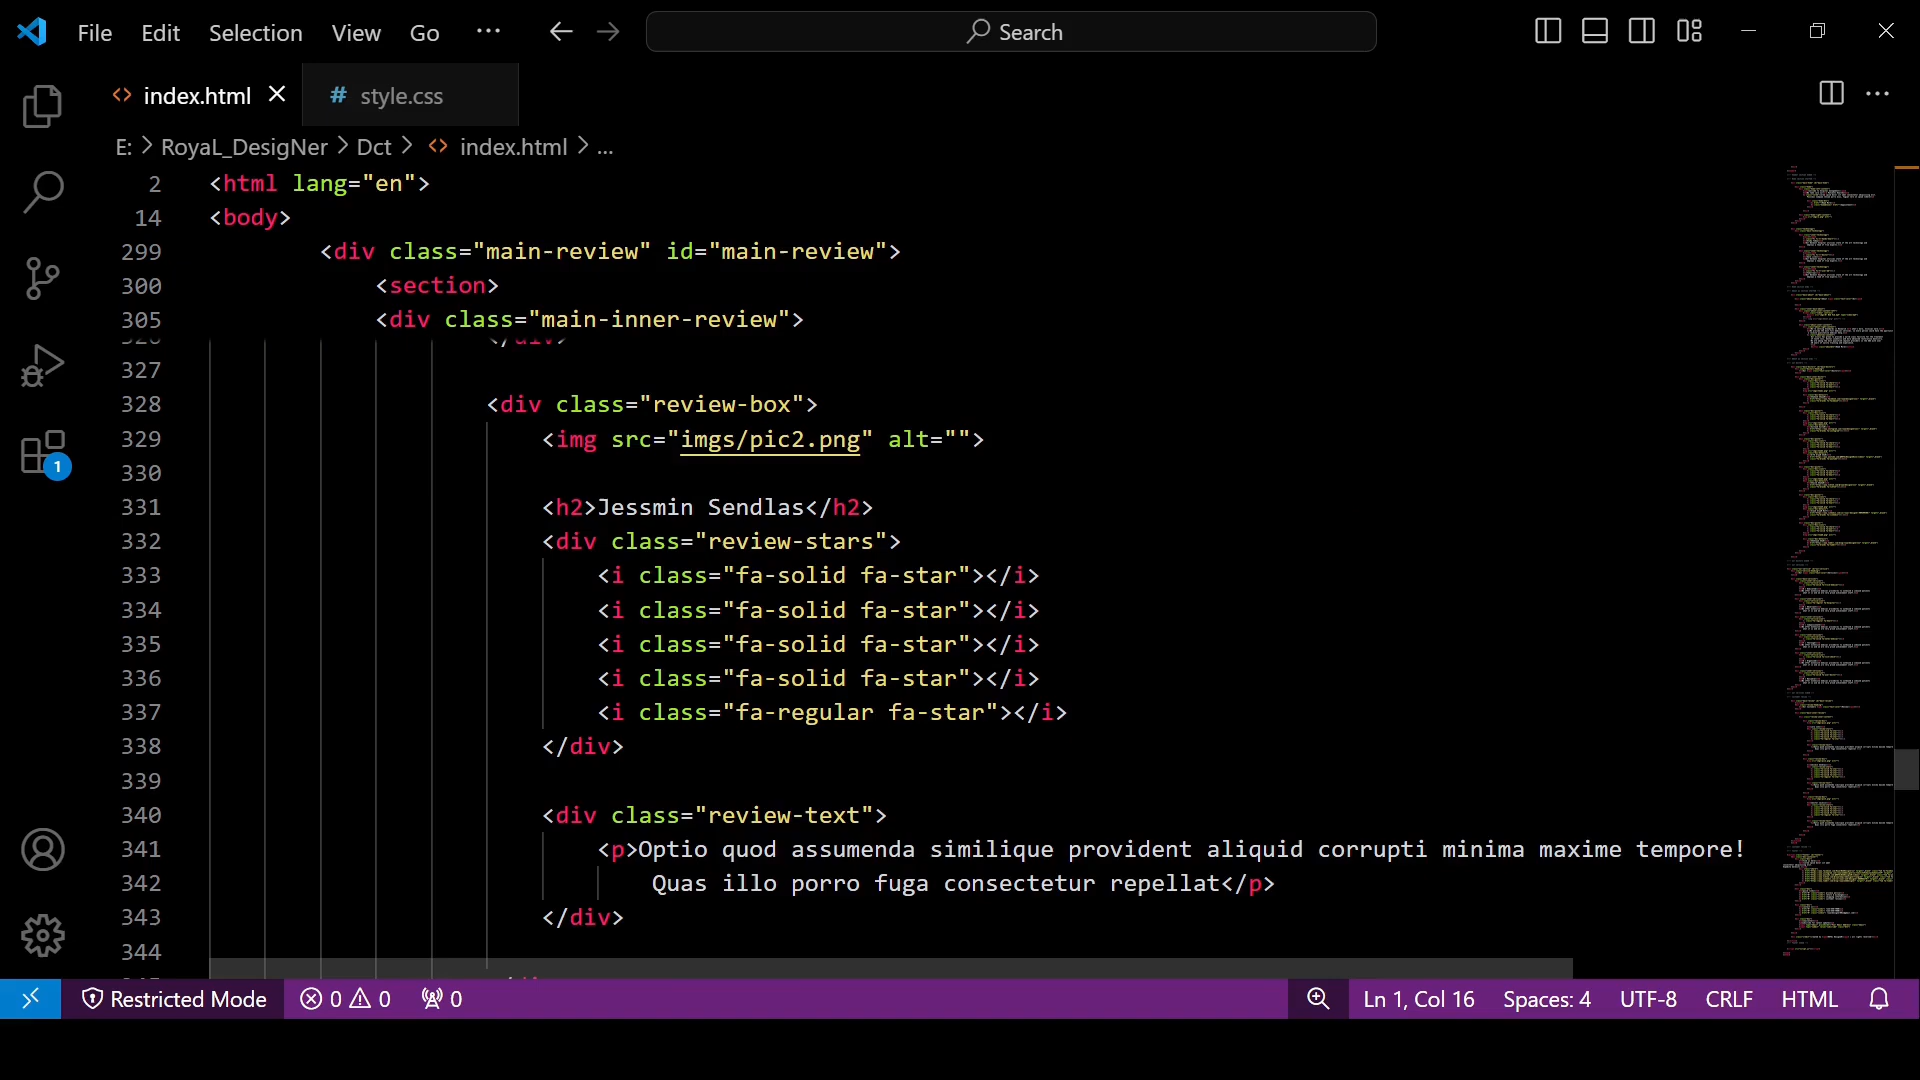 File Edit Selection View Go ··· Search
index.html
# style.css
E: > RoyaL_DesigNer > Dct > index.html > ...
2 <html lang="en">
14 <body>
299 <div class="main-review" id="main-review">
300 <section>
305 <div class="main-inner-review">
327
328 <div class="review-box">
329 <img src="imgs/pic2.png" alt="">
330
331 <h2>Jessmin Sendlas</h2>
332 <div class="review-stars">
333 <i class="fa-solid fa-star"></i>
334 <i class="fa-solid fa-star"></i>
335 <i class="fa-solid fa-star"></i>
336 <i class="fa-solid fa-star"></i>
337 <i class="fa-regular fa-star"></i>
338 </div>
339
340 <div class="review-text">
341 <p>Optio quod assumenda similique provident aliquid corrupti minima maxime tempore!
342 Quas illo porro fuga consectetur repellat</p>
343 </div>
344
1
Restricted Mode 0 0 0 Ln 1, Col 16 Spaces: 4 UTF-8 CRLF HTML